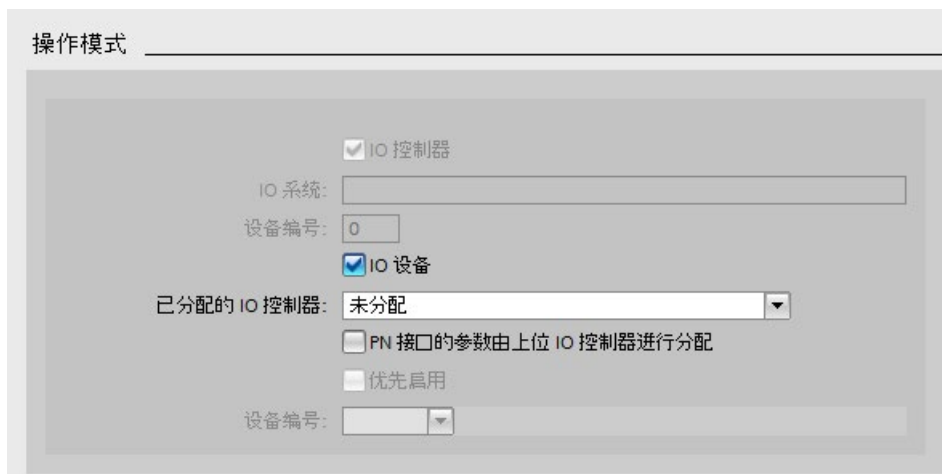 操作模式
IO 控制器
IO 系统:
设备编号: 0
IO 设备
已分配的 IO 控制器: 未分配
PN 接口的参数由上位 IO 控制器进行分配
优先启用
设备编号: